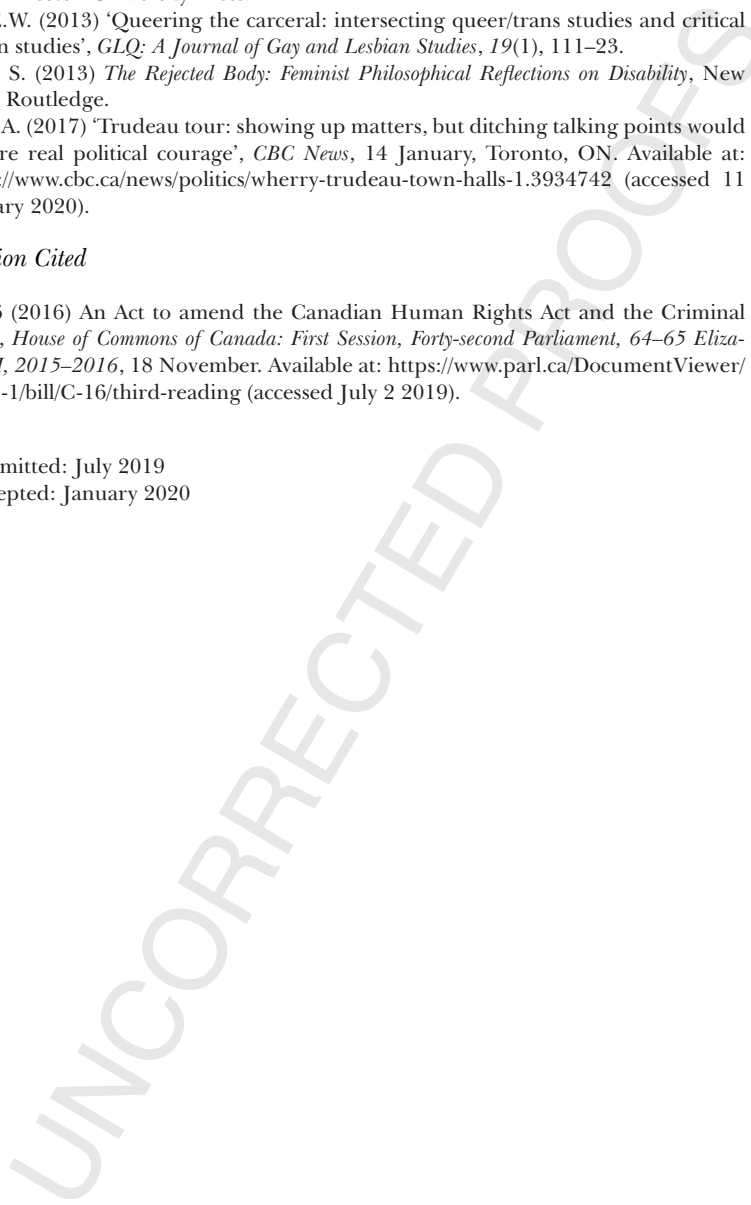 .W. (2013) ‘Queering the carceral: intersecting queer/trans studies and critical
n studies’, GLQ: A Journal of Gay and Lesbian Studies, 19(1), 111–23.
S. (2013) The Rejected Body: Feminist Philosophical Reflections on Disability, New
Routledge.
A. (2017) ‘Trudeau tour: showing up matters, but ditching talking points would
re real political courage’, CBC News, 14 January, Toronto, ON. Available at:
://www.cbc.ca/news/politics/wherry-trudeau-town-halls-1.3934742 (accessed 11
ary 2020).
ion Cited
6 (2016) An Act to amend the Canadian Human Rights Act and the Criminal
, House of Commons of Canada: First Session, Forty-second Parliament, 64–65 Eliza-
I, 2015–2016, 18 November. Available at: https://www.parl.ca/DocumentViewer/
-1/bill/C-16/third-reading (accessed July 2 2019).
mitted: July 2019
epted: January 2020
UNCORRECTED PROOFS